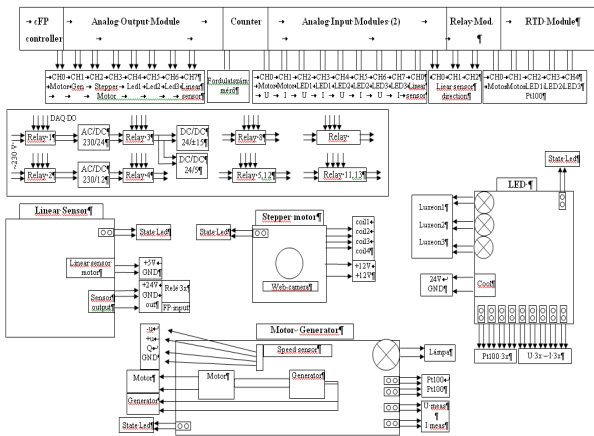 cFP controller
Analog Output Module
Counter
Analog Input Modules (2)
Relay Mod.
RTD Module
CH0 CH1 CH2 CH3 CH4 CH5 CH6 CH7
Motor Gen Stepper Led1 Led2 Led3 Linear
Motor sensor
Fordulatszám
mérő
CH0 CH1 CH2 CH3 CH4 CH5 CH6 CH7 CH0
Motor Motor LED1 LED1 LED2 LED2 LED3 LED3 Linear
U I U I U I U I sensor
CH0 CH1 CH2
Liear sensor
direction
CH0 CH1 CH2 CH3 CH4
Motor Motor LED1 LED2 LED3
Pt100
DAQ-DO
~230 V
Relay 1
AC/DC
230/24
Relay 3
DC/DC
24/±15
Relay 8
Relay
DC/DC
24/5
Relay 2
AC/DC
230/12
Relay 4
Relay 5,12
Relay 11,13
Linear Sensor
State Led
Linear sensor
motor
+5V
GND
Sensor
output
+24V
GND
out
Relé 3x
FP input
Stepper motor
State Led
coil1
coil2
coil3
coil4
+12V
+12V
Web-camera
LED
State Led
Luxeon1
Luxeon2
Luxeon3
24V
GND
Cool
Pt100 3x
U 3x – I 3x
Motor - Generator
-u
+u
Q
GND
Speed sensor
Lámpa
Motor
Motor
Generator
Generator
Pt100
Pt100
U meas
I meas
State Led